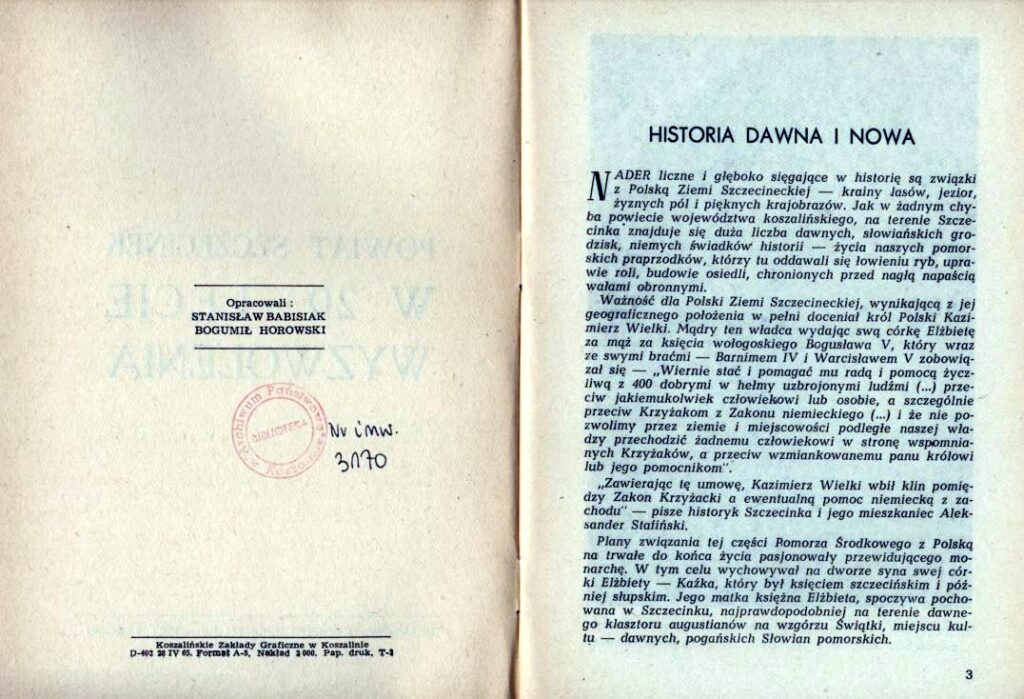 Opracowali:
STANISŁAW BABISIAK
BOGUMIŁ HOROWSKI
Archiwum Państwowe
BIBLIOTEKA
Nr inw.
3170
Koszalińskie Zakłady Graficzne w Koszalinie
D-402 28 IV 65. Format A-5, Nakład 2 000. Pap. druk. T-1
HISTORIA DAWNA I NOWA
NADER liczne i głęboko sięgające w historię są związki
z Polską Ziemi Szczecineckiej — krainy lasów, jezior,
żyznych pól i pięknych krajobrazów. Jak w żadnym chy-
ba powiecie województwa koszalińskiego, na terenie Szcze-
cinka znajduje się duża liczba dawnych, słowiańskich gro-
dzisk, niemych świadków historii — życia naszych pomor-
skich praprzodków, którzy tu oddawali się łowieniu ryb, upra-
wie roli, budowie osiedli, chronionych przed nagłą napaścią
wałami obronnymi.
Ważność dla Polski Ziemi Szczecineckiej, wynikającą z jej
geograficznego położenia w pełni doceniał król Polski Kazi-
mierz Wielki. Mądry ten władca wydając swą córkę Elżbietę
za mąż za księcia wołogoskiego Bogusława V, który wraz
ze swymi braćmi — Barnimem IV i Warcisławem V zobowią-
zał się — „Wiernie stać i pomagać mu radą i pomocą życz-
liwą z 400 dobrymi w hełmy uzbrojonymi ludźmi (...) prze-
ciw jakiemukolwiek człowiekowi lub osobie, a szczególnie
przeciw Krzyżakom z Zakonu niemieckiego (...) i że nie po-
zwolimy przez ziemie i miejscowości podległe naszej wła-
dzy przechodzić żadnemu człowiekowi w stronę wspomnia-
nych Krzyżaków, a przeciw wzmiankowanemu panu królowi
lub jego pomocnikom".
„Zawierając tę umowę, Kazimierz Wielki wbił klin pomię-
dzy Zakon Krzyżacki a ewentualną pomoc niemiecką z za-
chodu" — pisze historyk Szczecinka i jego mieszkaniec Alek-
sander Stafiński.
Plany związania tej części Pomorza Środkowego z Polską
na trwałe do końca życia pasjonowały przewidującego mo-
narchę. W tym celu wychowywał na dworze syna swej cór-
ki Elżbiety — Kaźka, który był księciem szczecińskim i póź-
niej słupskim. Jego matka księżna Elżbieta, spoczywa pocho-
wana w Szczecinku, najprawdopodobniej na terenie dawne-
go klasztoru augustianów na wzgórzu Świątki, miejscu kul-
tu — dawnych, pogańskich Słowian pomorskich.
3